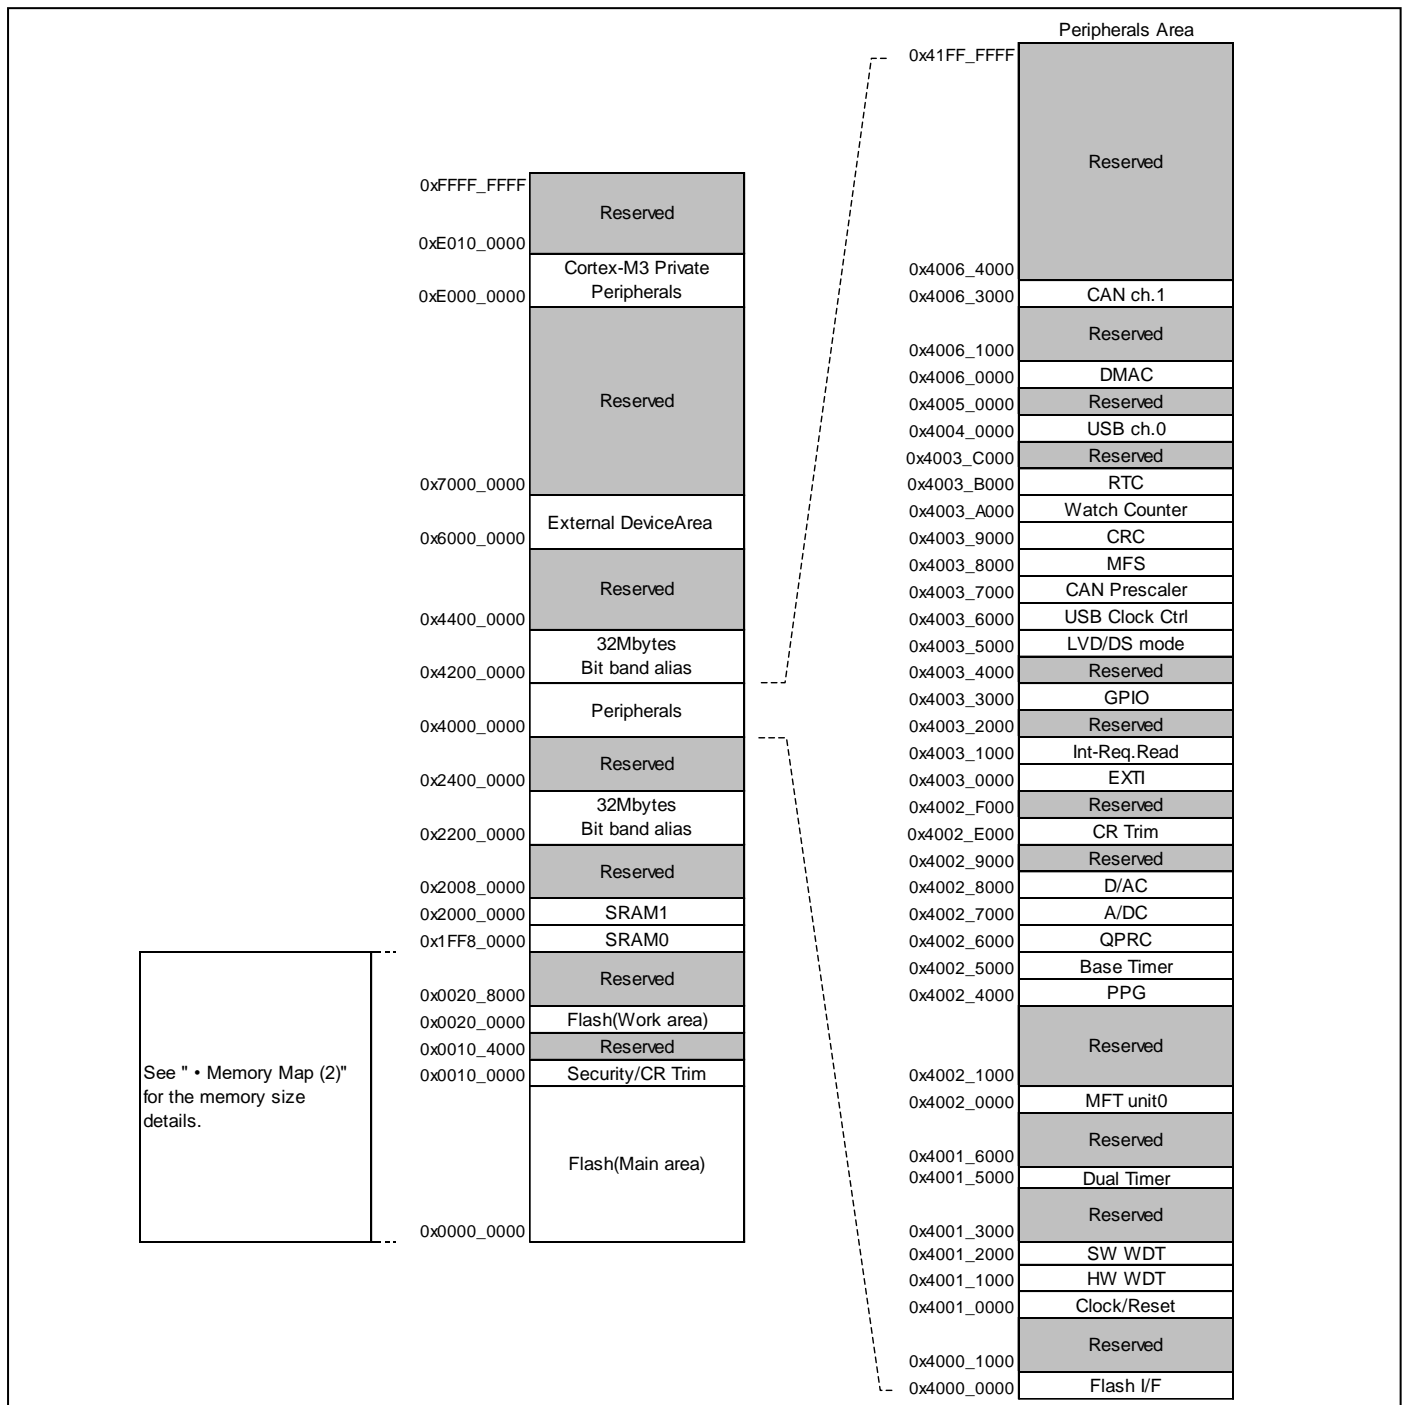 See " • Memory Map (2)"
for the memory size
details.
0xFFFF_FFFF
Reserved
0xE010_0000
Cortex-M3 Private
Peripherals
0xE000_0000
Reserved
0x7000_0000
External DeviceArea
0x6000_0000
Reserved
0x4400_0000
32Mbytes
Bit band alias
0x4200_0000
Peripherals
0x4000_0000
Reserved
0x2400_0000
32Mbytes
Bit band alias
0x2200_0000
Reserved
0x2008_0000
0x2000_0000 SRAM1
0x1FF8_0000 SRAM0
Reserved
0x0020_8000
0x0020_0000 Flash(Work area)
0x0010_4000 Reserved
0x0010_0000 Security/CR Trim
Flash(Main area)
0x0000_0000
Peripherals Area
0x41FF_FFFF
Reserved
0x4006_4000
0x4006_3000 CAN ch.1
Reserved
0x4006_1000
0x4006_0000 DMAC
0x4005_0000 Reserved
0x4004_0000 USB ch.0
0x4003_C000 Reserved
0x4003_B000 RTC
0x4003_A000 Watch Counter
0x4003_9000 CRC
0x4003_8000 MFS
0x4003_7000 CAN Prescaler
0x4003_6000 USB Clock Ctrl
0x4003_5000 LVD/DS mode
0x4003_4000 Reserved
0x4003_3000 GPIO
0x4003_2000 Reserved
0x4003_1000 Int-Req.Read
0x4003_0000 EXTI
0x4002_F000 Reserved
0x4002_E000 CR Trim
0x4002_9000 Reserved
0x4002_8000 D/AC
0x4002_7000 A/DC
0x4002_6000 QPRC
0x4002_5000 Base Timer
0x4002_4000 PPG
Reserved
0x4002_1000
0x4002_0000 MFT unit0
Reserved
0x4001_6000
0x4001_5000 Dual Timer
Reserved
0x4001_3000
0x4001_2000 SW WDT
0x4001_1000 HW WDT
0x4001_0000 Clock/Reset
Reserved
0x4000_1000
0x4000_0000 Flash I/F